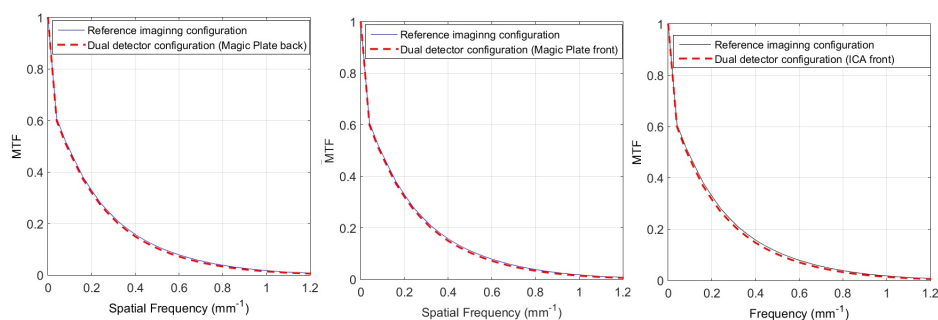 Reference imaginng configuration
Dual detector configuration (Magic Plate back)
MTF
1
0.8
0.6
0.4
0.2
0
0 0.2 0.4 0.6 0.8 1 1.2
Spatial Frequency (mm-1)
Reference imaginng configuration
Dual detector configuration (Magic Plate front)
MTF
1
0.8
0.6
0.4
0.2
0
0 0.2 0.4 0.6 0.8 1 1.2
Spatial Frequency (mm-1)
Reference imaginng configuration
Dual detector configuration (ICA front)
MTF
1
0.8
0.6
0.4
0.2
0
0 0.2 0.4 0.6 0.8 1 1.2
Frequency (mm-1)